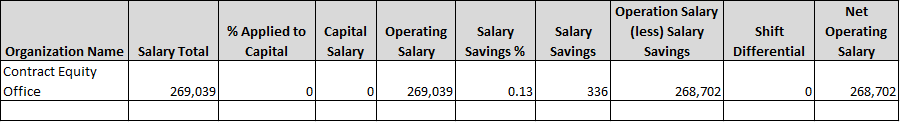 Organization Name Salary Total % Applied to Capital Capital Salary Operating Salary Salary Savings % Salary Savings Operation Salary (less) Salary Savings Shift Differential Net Operating Salary
Contract Equity Office 269,039 0 0 269,039 0.13 336 268,702 0 268,702